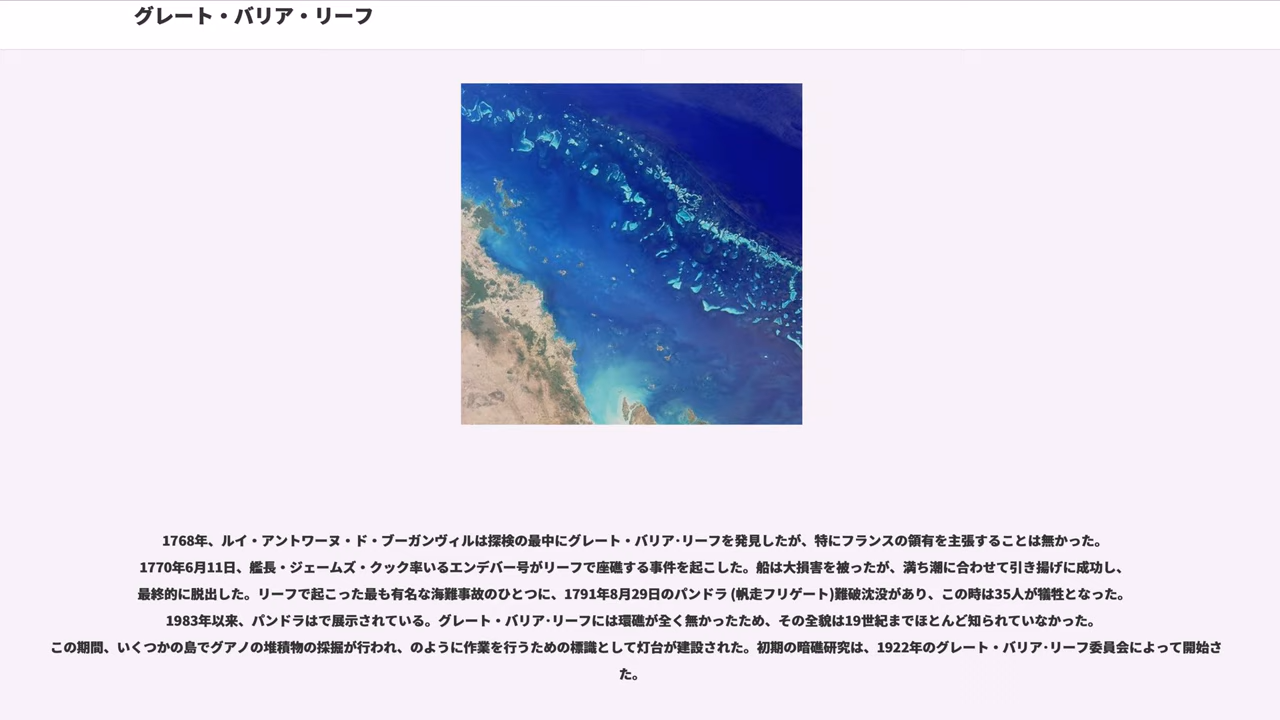 グレート・バリア・リーフ
1768年、ルイ・アントワーヌ・ド・ブーガンヴィルは探検の最中にグレート・バリア･リーフを発見したが、特にフランスの領有を主張することは無かった。
1770年6月11日、艦長・ジェームズ・クック率いるエンデバー号がリーフで座礁する事件を起こした。船は大損害を被ったが、満ち潮に合わせて引き揚げに成功し、
最終的に脱出した。リーフで起こった最も有名な海難事故のひとつに、1791年8月29日のパンドラ (帆走フリゲート)難破沈没があり、この時は35人が犠牲となった。
1983年以来、パンドラはで展示されている。グレート・バリア･リーフには環礁が全く無かったため、その全貌は19世紀までほとんど知られていなかった。
この期間、いくつかの島でグアノの堆積物の採掘が行われ、のように作業を行うための標識として灯台が建設された。初期の暗礁研究は、1922年のグレート・バリア･リーフ委員会によって開始さ
た。